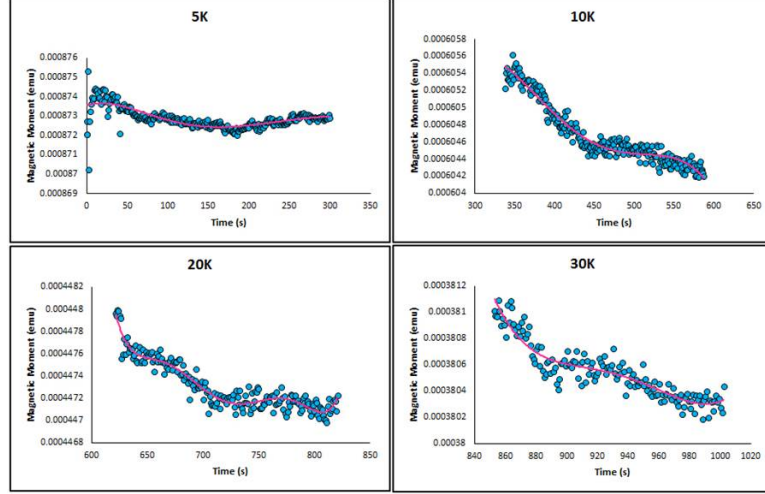 5K
Magnetic Moment (emu)
0.000876
0.000875
0.000874
0.000873
0.000872
0.000871
0.00087
0.000869
0 50 100 150 200 250 300 350
Time (s)
10K
Magnetic Moment (emu)
0.0006058
0.0006056
0.0006054
0.0006052
0.000605
0.0006048
0.0006046
0.0006044
0.0006042
0.000604
300 350 400 450 500 550 600 650
Time (s)
20K
Magnetic Moment (emu)
0.0004482
0.000448
0.0004478
0.0004476
0.0004474
0.0004472
0.000447
0.0004468
600 650 700 750 800 850
Time (s)
30K
Magnetic Moment (emu)
0.0003812
0.000381
0.0003808
0.0003806
0.0003804
0.0003802
0.00038
840 860 880 900 920 940 960 980 1000 1020
Time (s)